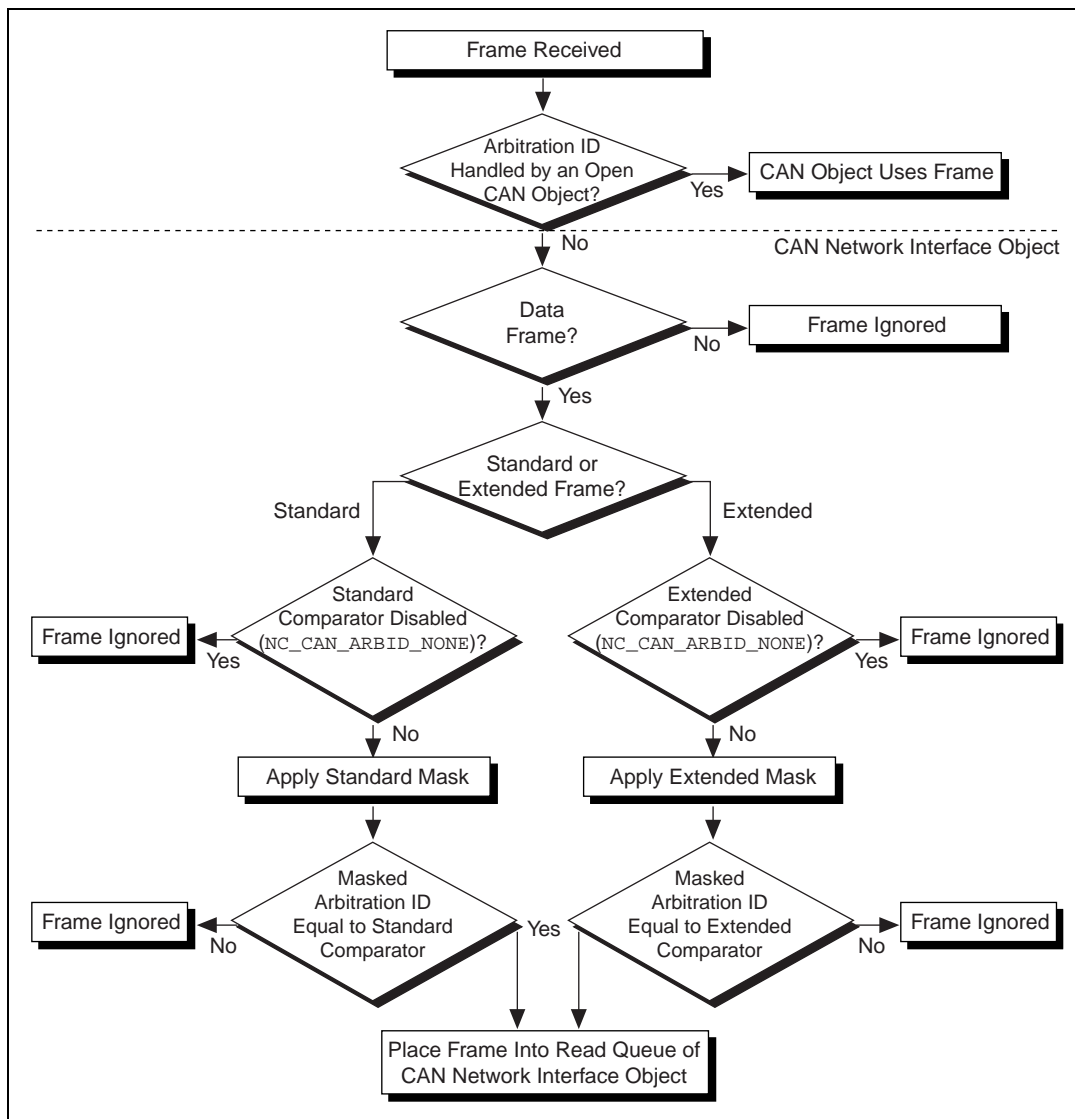 Frame Received
Arbitration ID
Handled by an Open
CAN Object?
Yes
CAN Object Uses Frame
No
CAN Network Interface Object
Data
Frame?
No
Frame Ignored
Yes
Standard or
Extended Frame?
Standard
Extended
Standard
Comparator Disabled
(NC_CAN_ARBID_NONE)?
Extended
Comparator Disabled
(NC_CAN_ARBID_NONE)?
Frame Ignored
Yes
Yes
Frame Ignored
No
No
Apply Standard Mask
Apply Extended Mask
Masked
Arbitration ID
Equal to Standard
Comparator
Masked
Arbitration ID
Equal to Extended
Comparator
Frame Ignored
No
Yes
No
Frame Ignored
Place Frame Into Read Queue of
CAN Network Interface Object